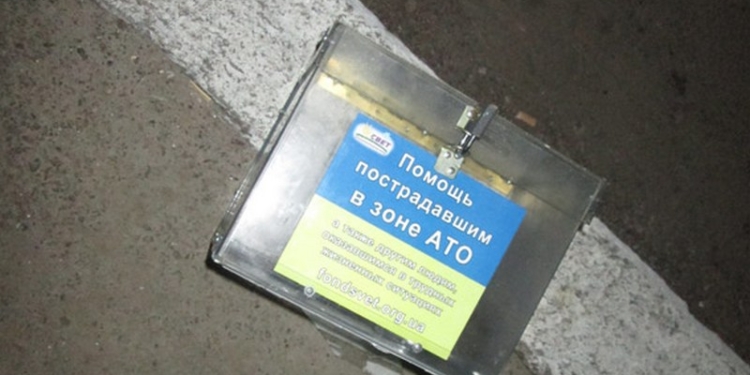 СВЕТ
Помощь
пострадавшим
в зоне АТО
а также другим людям,
оказавшимся в трудных
жизненных ситуациях
fondsvet.org.ua